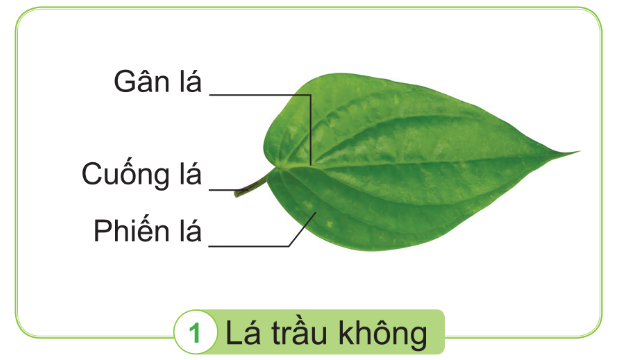 Gân lá
Cuống lá
Phiến lá
1 Lá trầu không